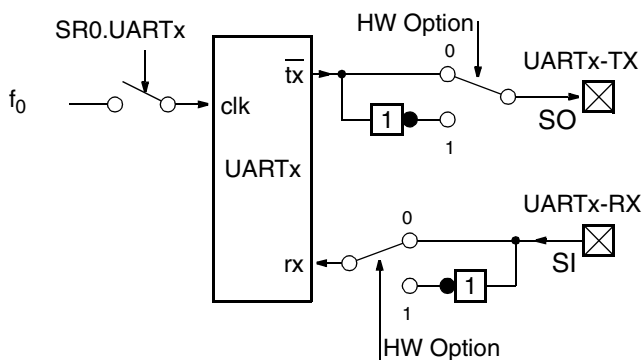 SR0.UARTx
HW Option
UARTx-TX
f0
clk
tx
0
1
1
SO
UARTx
UARTx-RX
rx
0
1
1
SI
HW Option